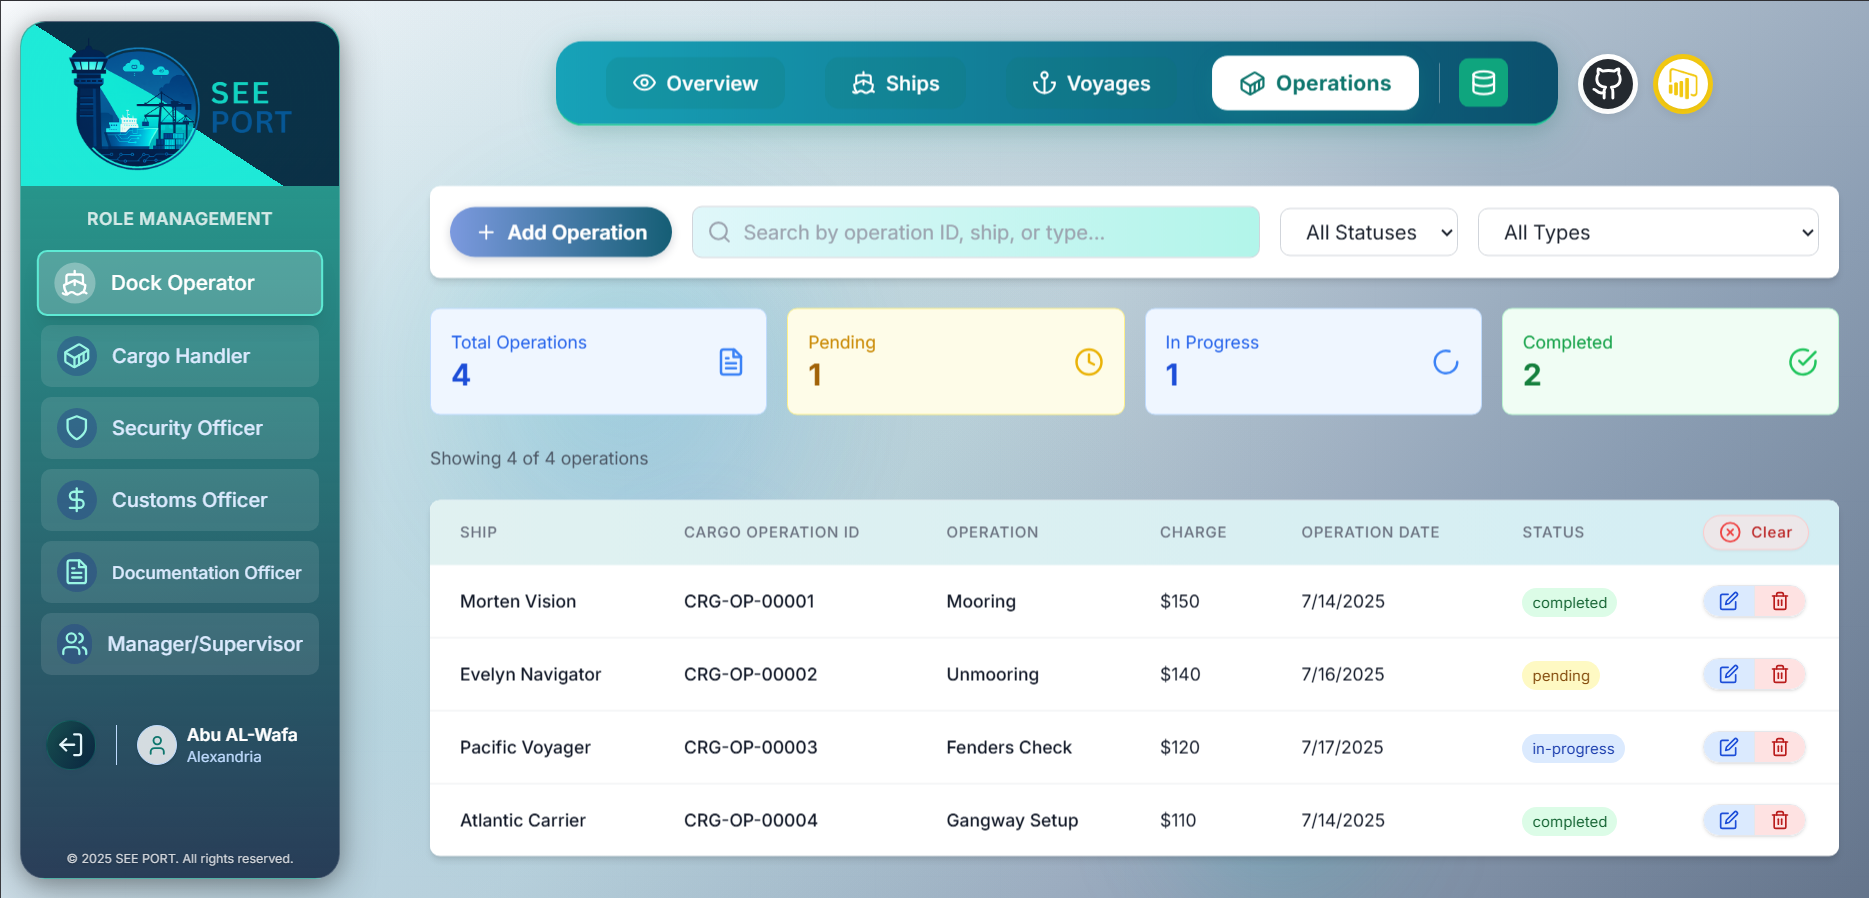 SEE
PORT
ROLE MANAGEMENT
Dock Operator
Cargo Handler
Security Officer
Customs Officer
Documentation Officer
Manager/Supervisor
Abu AL-Wafa
Alexandria
© 2025 SEE PORT. All rights reserved.
Overview Ships Voyages Operations
+ Add Operation Search by operation ID, ship, or type... All Statuses All Types
Total Operations
4
Pending
1
In Progress
1
Completed
2
Showing 4 of 4 operations
SHIP CARGO OPERATION ID OPERATION CHARGE OPERATION DATE STATUS Clear
Morten Vision CRG-OP-00001 Mooring $150 7/14/2025 completed
Evelyn Navigator CRG-OP-00002 Unmooring $140 7/16/2025 pending
Pacific Voyager CRG-OP-00003 Fenders Check $120 7/17/2025 in-progress
Atlantic Carrier CRG-OP-00004 Gangway Setup $110 7/14/2025 completed